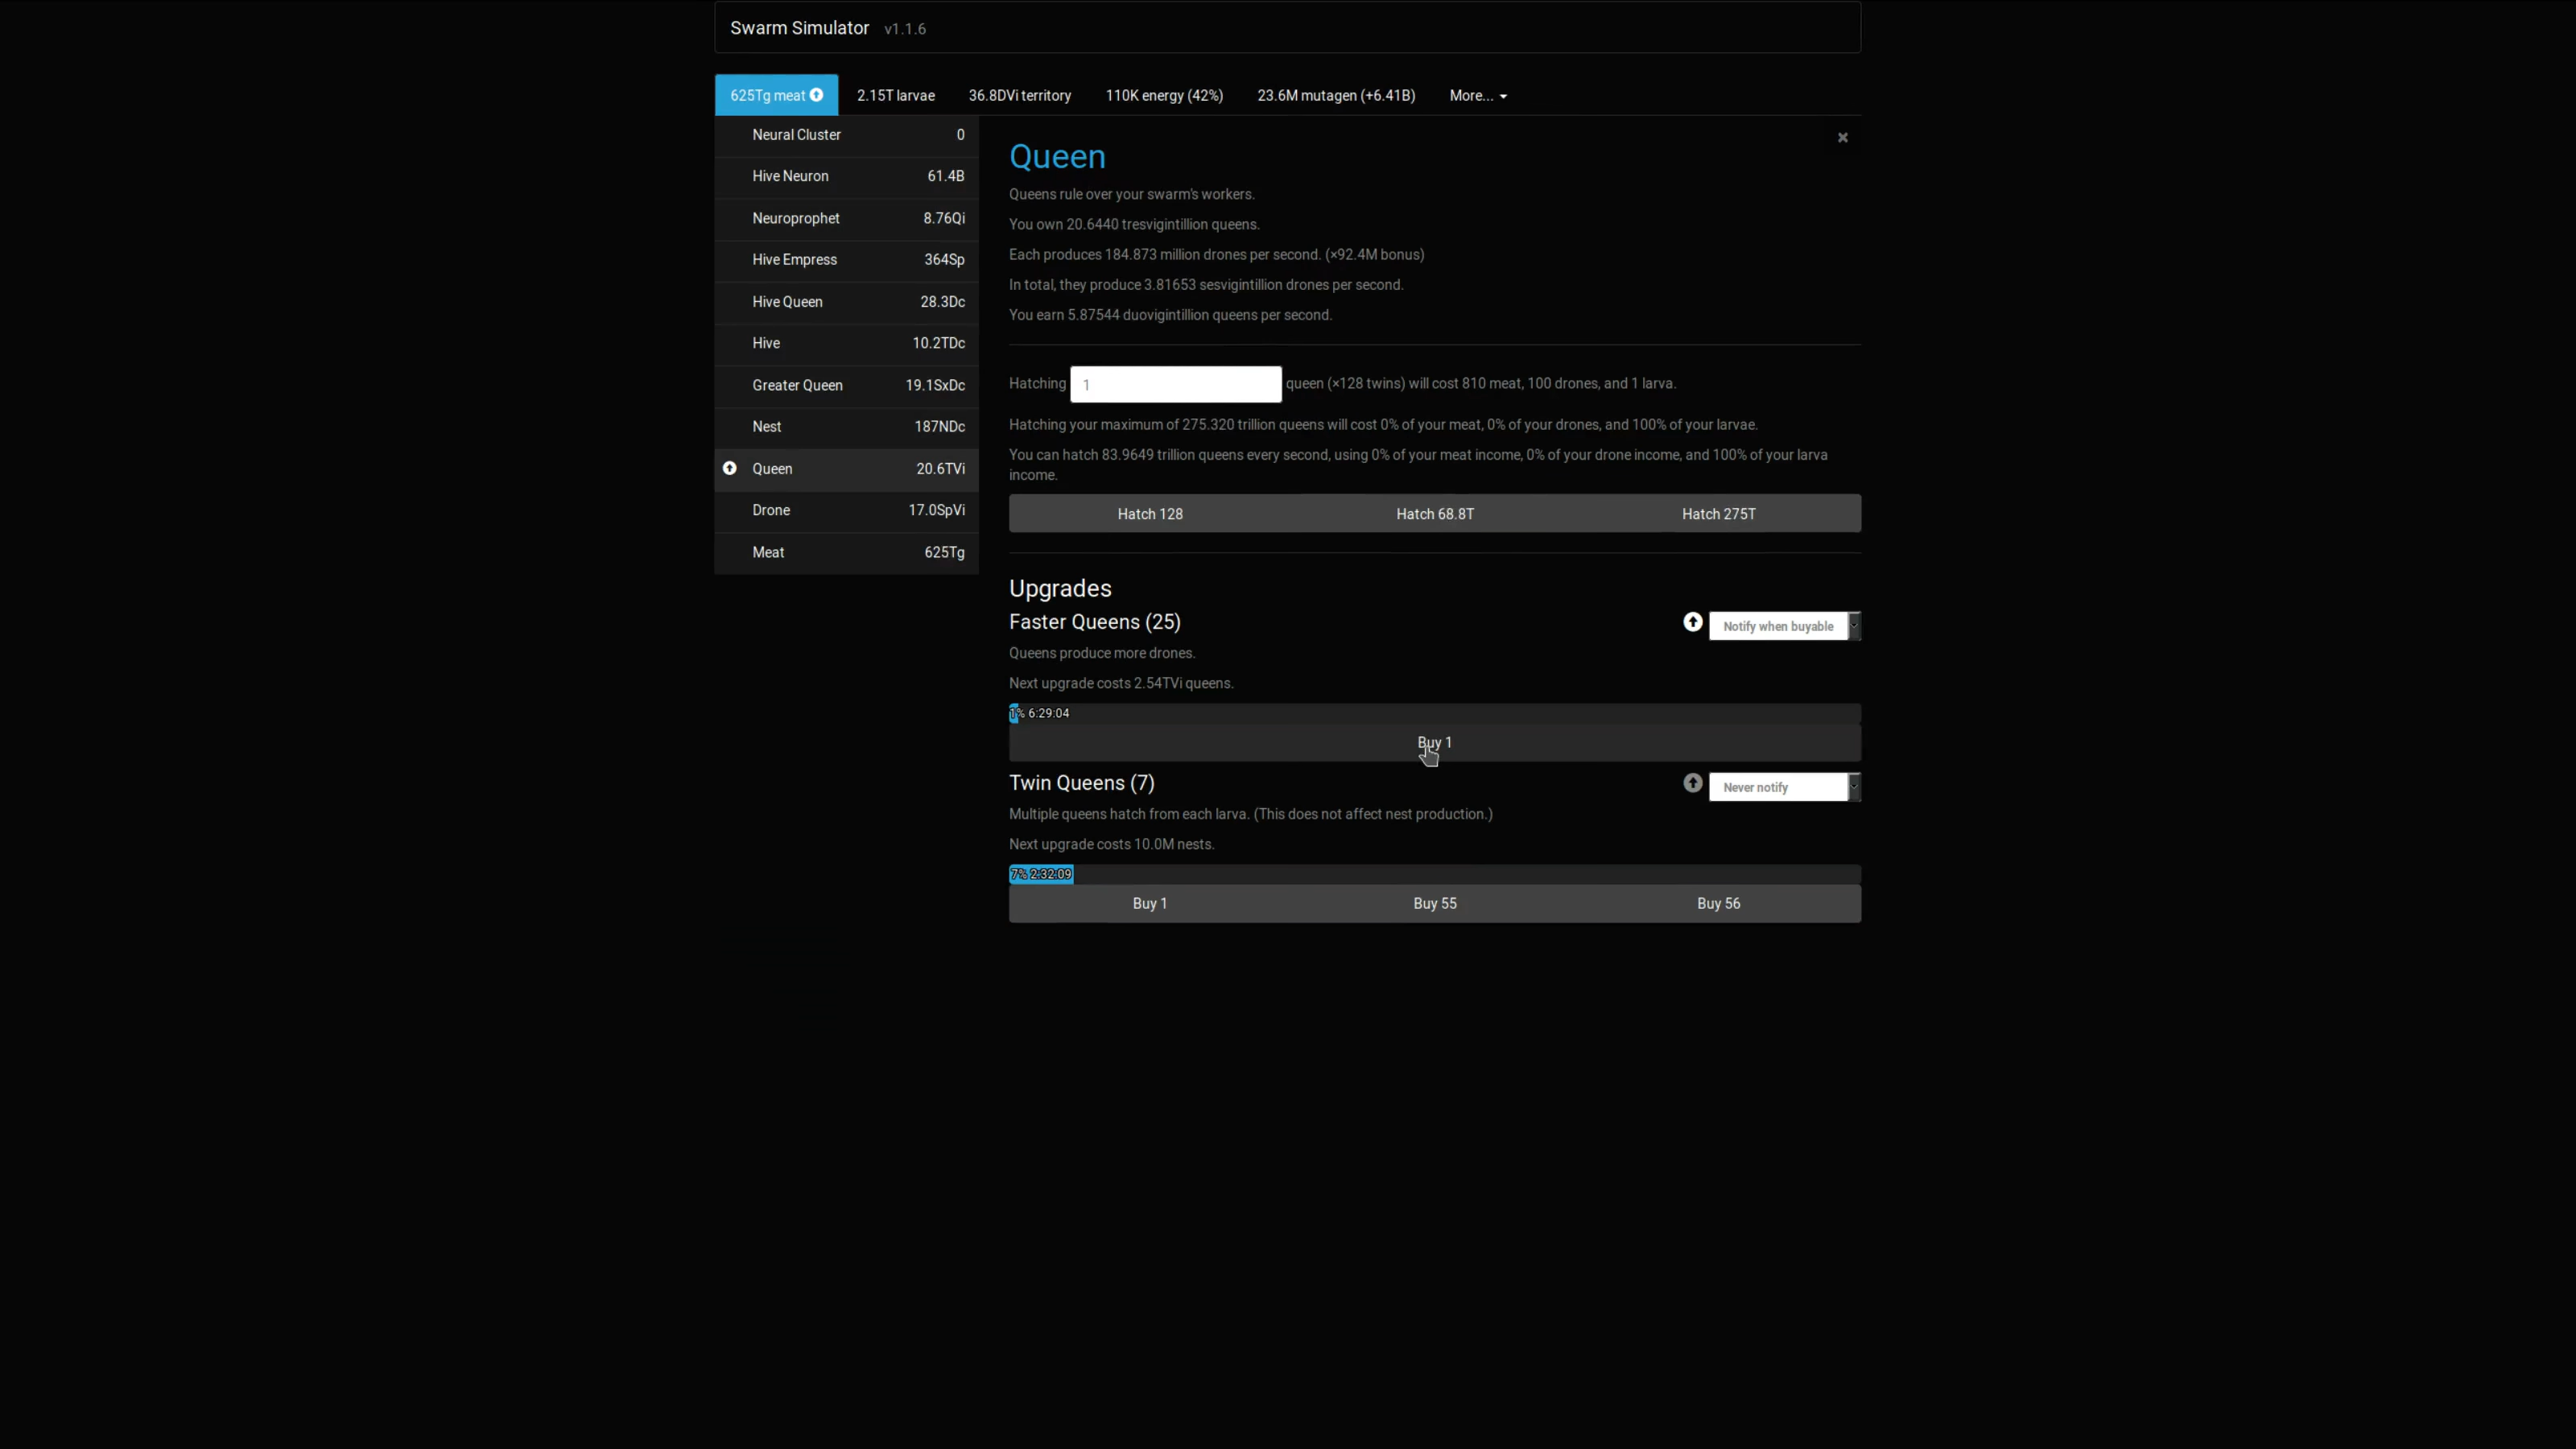 Swarm Simulator v1.1.6
625Tg meat 2.15T larvae 36.8DVi territory 110K energy (42%) 23.6M mutagen (+6.41B) More...
Neural Cluster 0
Hive Neuron 61.4B
Neuroprophet 8.76Qi
Hive Empress 364Sp
Hive Queen 28.3Dc
Hive 10.2TDc
Greater Queen 19.1SxDc
Nest 187NDc
Queen 20.6TVi
Drone 17.0SpVi
Meat 625Tg
Queen
Queens rule over your swarm's workers.
You own 20.6440 tresvigintillion queens.
Each produces 184.873 million drones per second. (×92.4M bonus)
In total, they produce 3.81653 sesvigintillion drones per second.
You earn 5.87544 duovigintillion queens per second.
Hatching 1 queen (×128 twins) will cost 810 meat, 100 drones, and 1 larva.
Hatching your maximum of 275.320 trillion queens will cost 0% of your meat, 0% of your drones, and 100% of your larvae.
You can hatch 83.9649 trillion queens every second, using 0% of your meat income, 0% of your drone income, and 100% of your larva
income.
Hatch 128 Hatch 68.8T Hatch 275T
Upgrades
Faster Queens (25) Notify when buyable
Queens produce more drones.
Next upgrade costs 2.54TVi queens.
1% 6:29:04
Buy 1
Twin Queens (7) Never notify
Multiple queens hatch from each larva. (This does not affect nest production.)
Next upgrade costs 10.0M nests.
7% 2:32:09
Buy 1 Buy 55 Buy 56